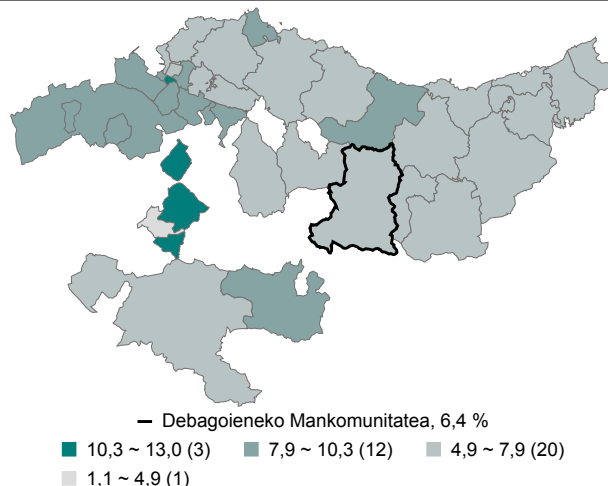 Debagoieneko Mankomunitatea, 6,4 %
10,3 ~ 13,0 (3) 7,9 ~ 10,3 (12) 4,9 ~ 7,9 (20)
1,1 ~ 4,9 (1)